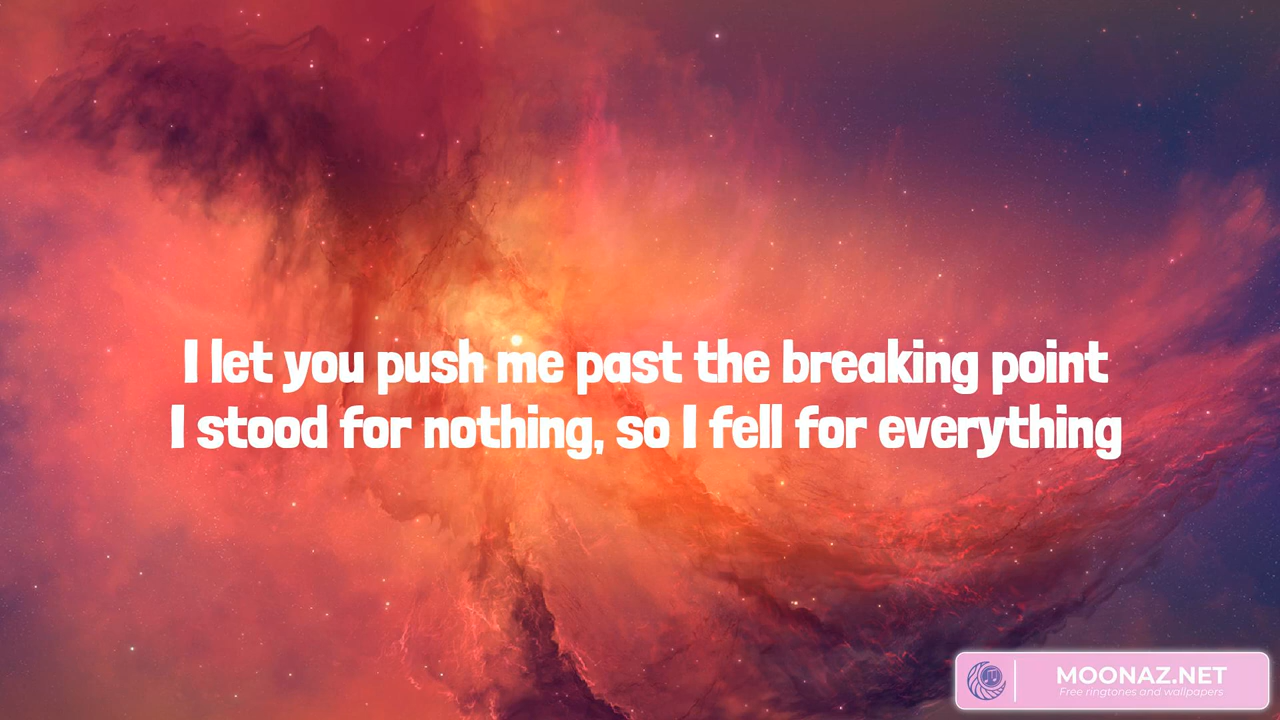 I let you push me past the breaking point
I stood for nothing, so I fell for everything
MOONAZ.NET
Free ringtones and wallpapers